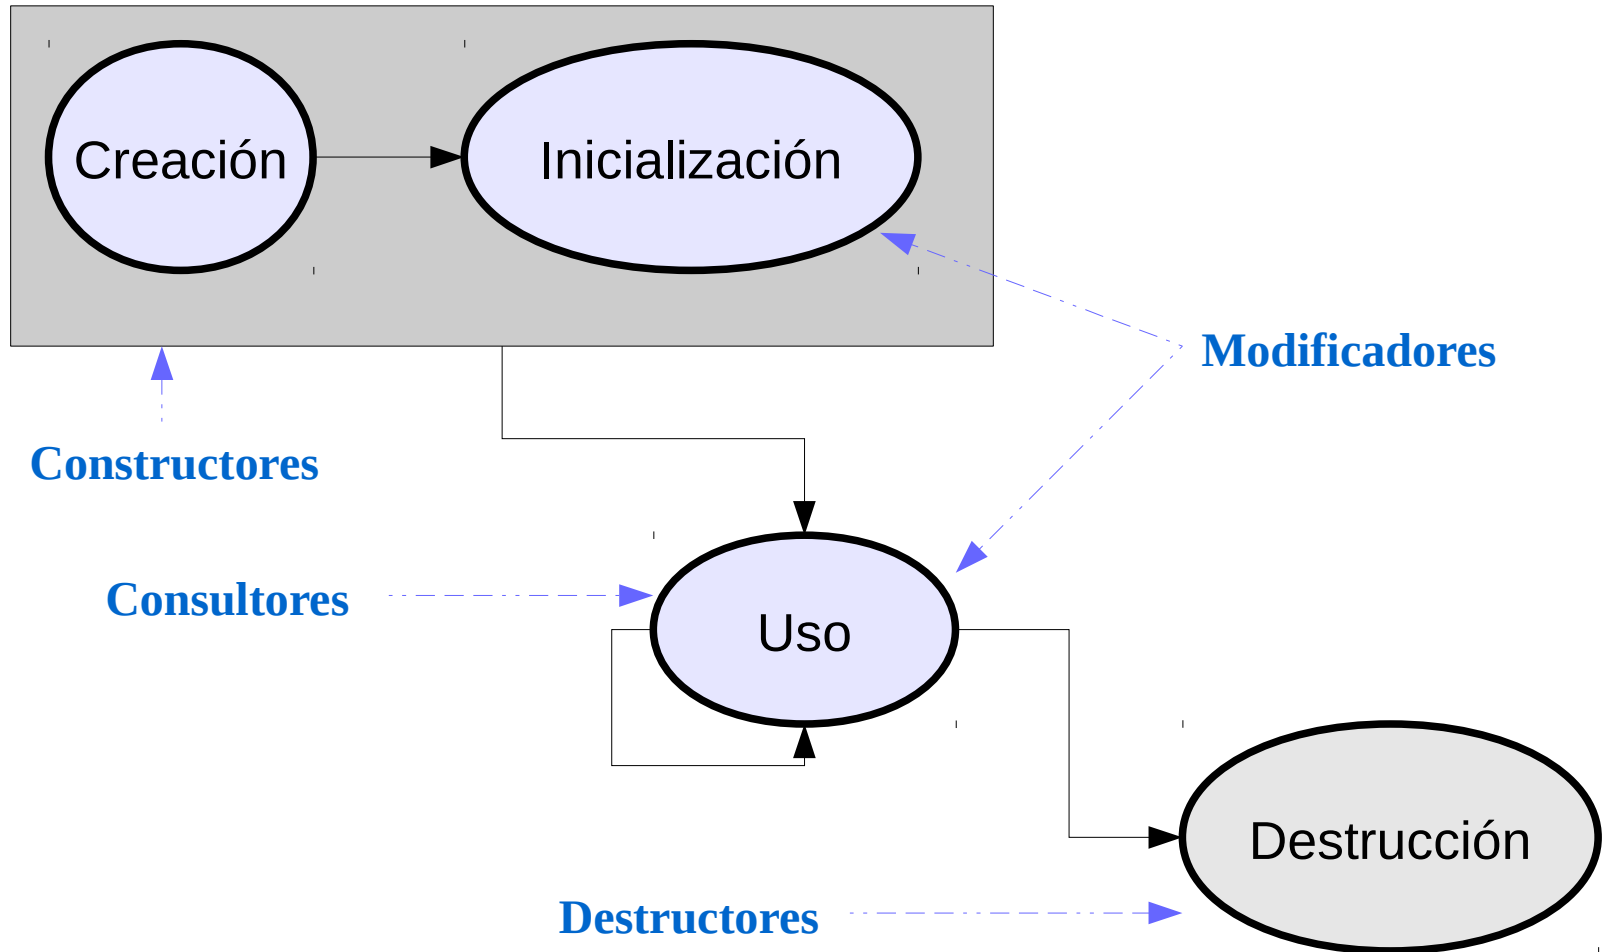 Creación
Inicialización
Modificadores
Constructores
Consultores
Uso
Destrucción
Destructores